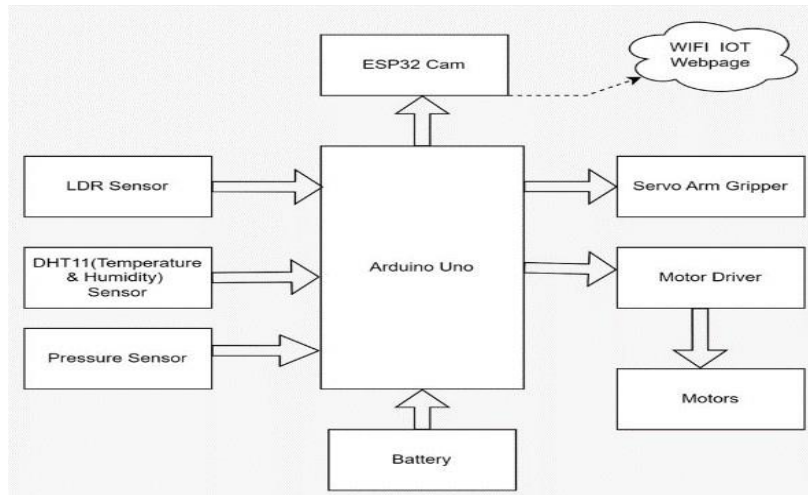 ESP32 Cam
WIFI IOT
Webpage
LDR Sensor
Servo Arm Gripper
DHT11(Temperature
& Humidity)
Sensor
Arduino Uno
Motor Driver
Pressure Sensor
Motors
Battery